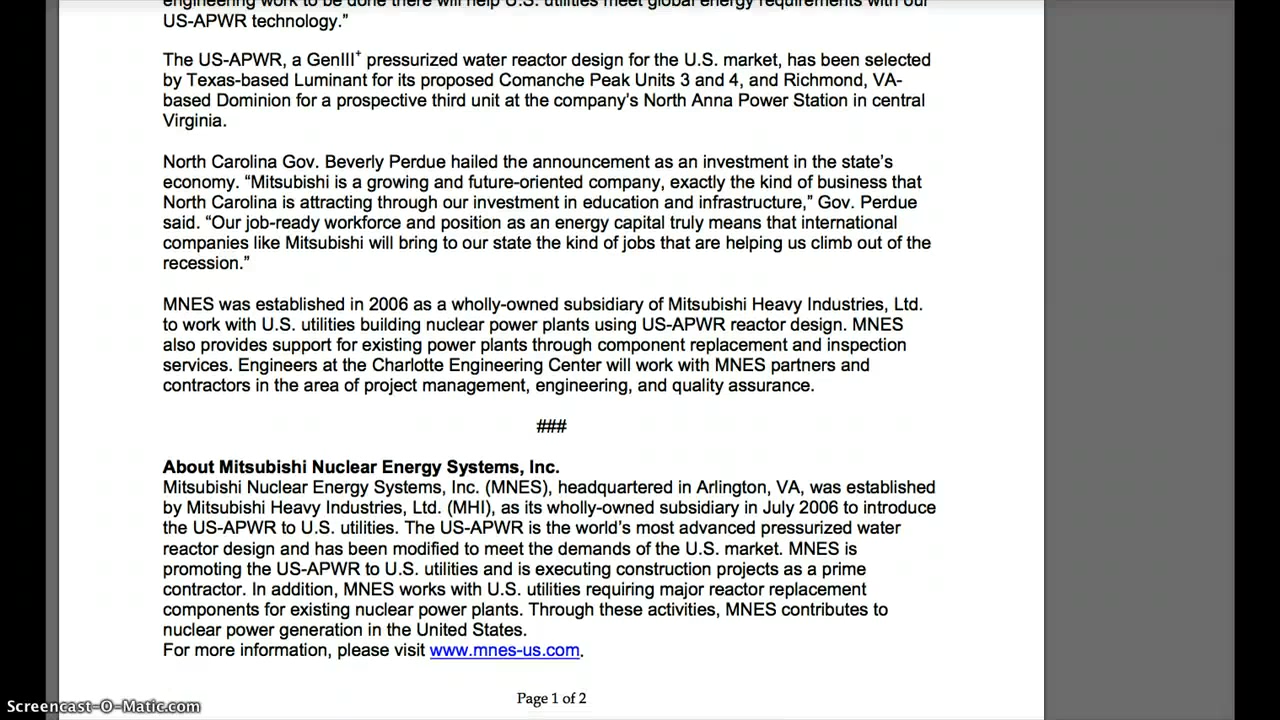 engineering work to be done there will help U.S. utilities meet global energy requirements with our
US-APWR technology.”
The US-APWR, a GenIII+ pressurized water reactor design for the U.S. market, has been selected
by Texas-based Luminant for its proposed Comanche Peak Units 3 and 4, and Richmond, VA-
based Dominion for a prospective third unit at the company’s North Anna Power Station in central
Virginia.
North Carolina Gov. Beverly Perdue hailed the announcement as an investment in the state’s
economy. “Mitsubishi is a growing and future-oriented company, exactly the kind of business that
North Carolina is attracting through our investment in education and infrastructure,” Gov. Perdue
said. “Our job-ready workforce and position as an energy capital truly means that international
companies like Mitsubishi will bring to our state the kind of jobs that are helping us climb out of the
recession.”
MNES was established in 2006 as a wholly-owned subsidiary of Mitsubishi Heavy Industries, Ltd.
to work with U.S. utilities building nuclear power plants using US-APWR reactor design. MNES
also provides support for existing power plants through component replacement and inspection
services. Engineers at the Charlotte Engineering Center will work with MNES partners and
contractors in the area of project management, engineering, and quality assurance.
###
About Mitsubishi Nuclear Energy Systems, Inc.
Mitsubishi Nuclear Energy Systems, Inc. (MNES), headquartered in Arlington, VA, was established
by Mitsubishi Heavy Industries, Ltd. (MHI), as its wholly-owned subsidiary in July 2006 to introduce
the US-APWR to U.S. utilities. The US-APWR is the world’s most advanced pressurized water
reactor design and has been modified to meet the demands of the U.S. market. MNES is
promoting the US-APWR to U.S. utilities and is executing construction projects as a prime
contractor. In addition, MNES works with U.S. utilities requiring major reactor replacement
components for existing nuclear power plants. Through these activities, MNES contributes to
nuclear power generation in the United States.
For more information, please visit www.mnes-us.com.
Page 1 of 2
Screencast-O-Matic.com